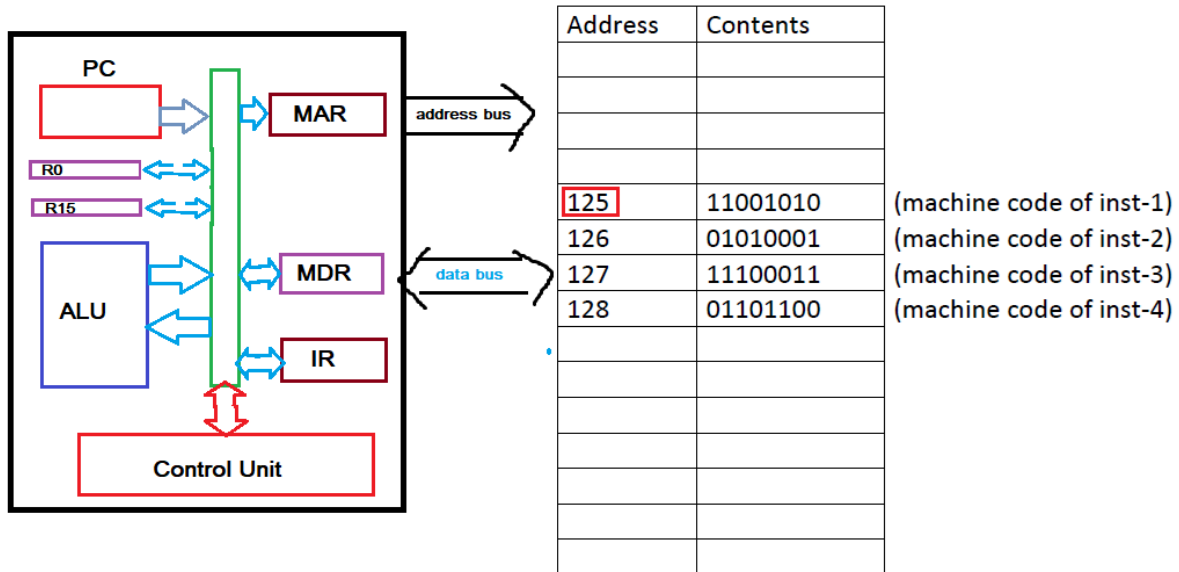 PC
MAR
R0
R15
MDR
ALU
IR
Control Unit
address bus
data bus
Address Contents
125 11001010 (machine code of inst-1)
126 01010001 (machine code of inst-2)
127 11100011 (machine code of inst-3)
128 01101100 (machine code of inst-4)